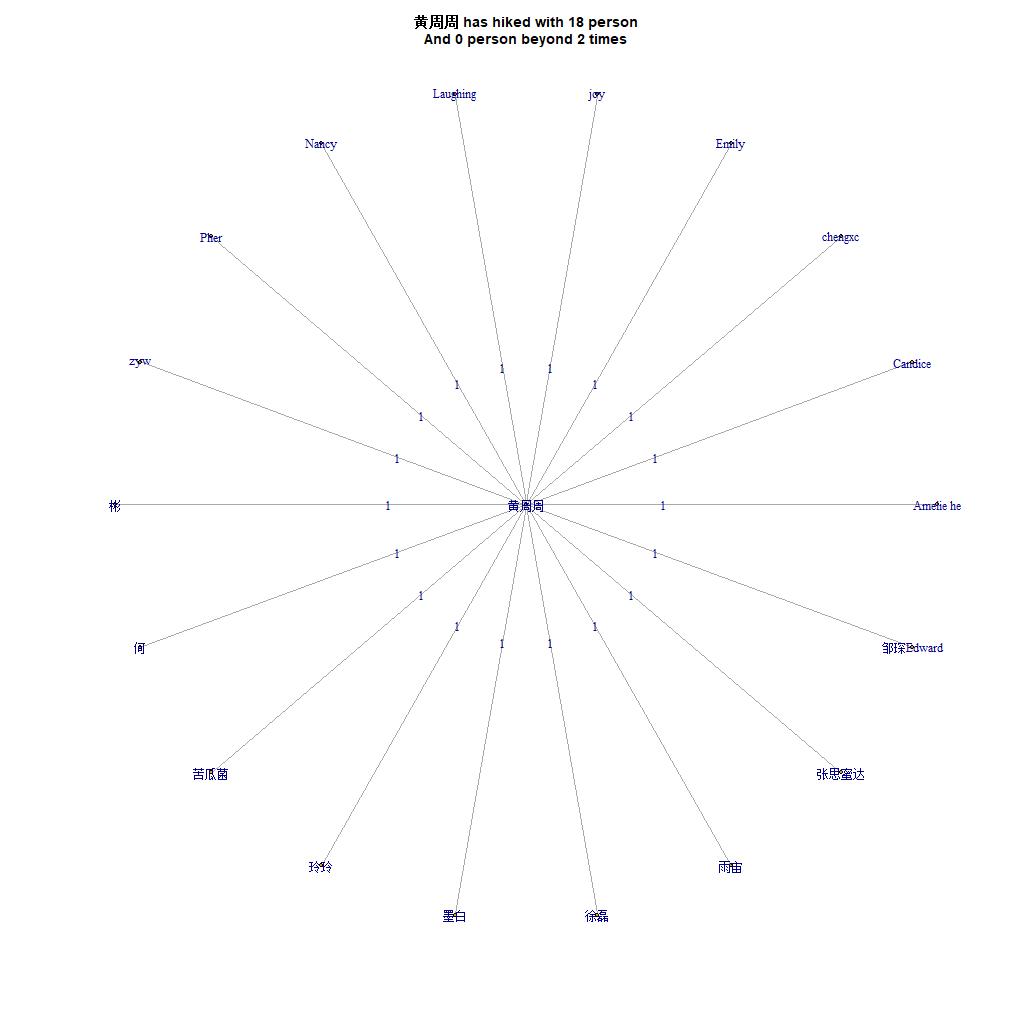 黄周周 has hiked with 18 person
And 0 person beyond 2 times
Laughing
joy
Nancy
Emily
Pher
chengxc
zyw
Candice
1
1
1
1
1
1
1
1
彬
1
黄周周
1
Amelie he
1
1
1
1
1
1
1
1
何
邹琛Edward
苦瓜菌
张思蜜达
玲玲
雨宙
墨白
徐磊